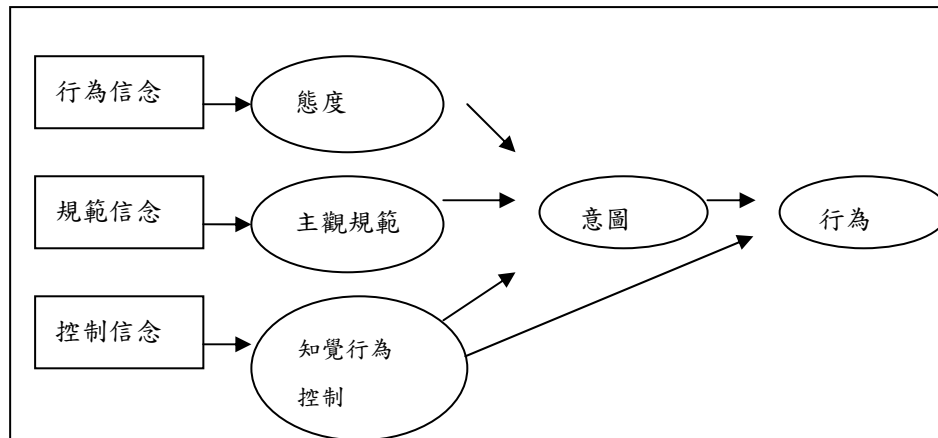 行為信念
態度
規範信念
主觀規範
意圖
行為
控制信念
知覺行為
控制